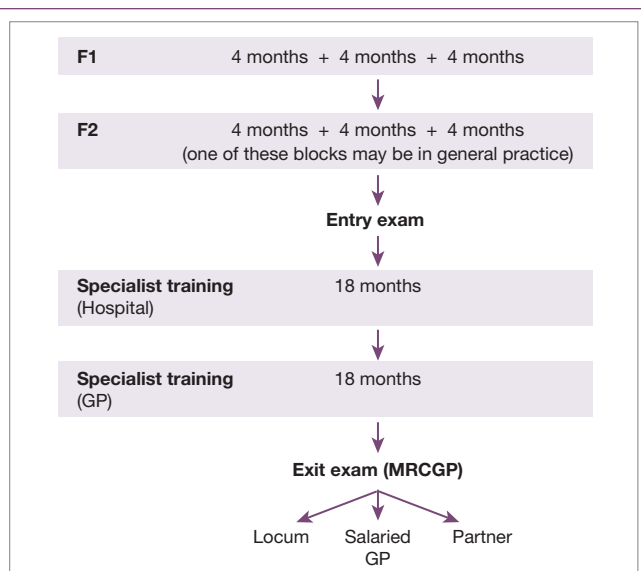 F1 4 months + 4 months + 4 months
F2 4 months + 4 months + 4 months
(one of these blocks may be in general practice)
Entry exam
Specialist training 18 months
(Hospital)
Specialist training 18 months
(GP)
Exit exam (MRCGP)
Locum Salaried Partner
GP